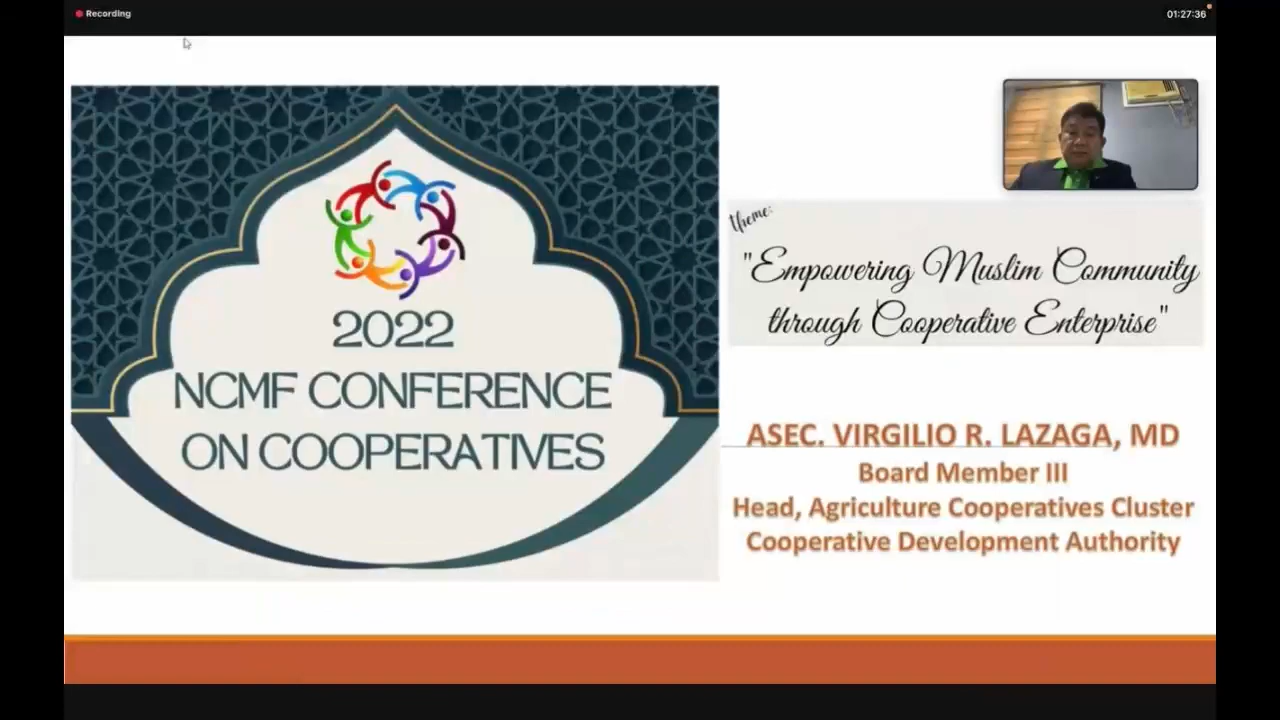 Recording
01:27:36
2022
NCMF CONFERENCE
ON COOPERATIVES
theme:
"Empowering Muslim Community
through Cooperative Enterprise"
ASEC. VIRGILIO R. LAZAGA, MD
Board Member III
Head, Agriculture Cooperatives Cluster
Cooperative Development Authority